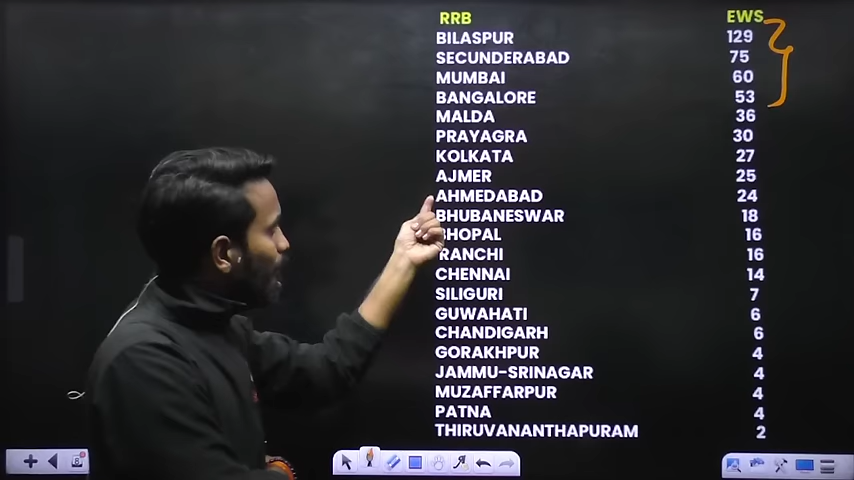 RRB EWS
BILASPUR 129
SECUNDERABAD 75
MUMBAI 60
BANGALORE 53
MALDA 36
PRAYAGRA 30
KOLKATA 27
AJMER 25
AHMEDABAD 24
BHUBANESWAR 18
BHOPAL 16
RANCHI 16
CHENNAI 14
SILIGURI 7
GUWAHATI 6
CHANDIGARH 6
GORAKHPUR 4
JAMMU-SRINAGAR 4
MUZAFFARPUR 4
PATNA 4
THIRUVANANTHAPURAM 2
8